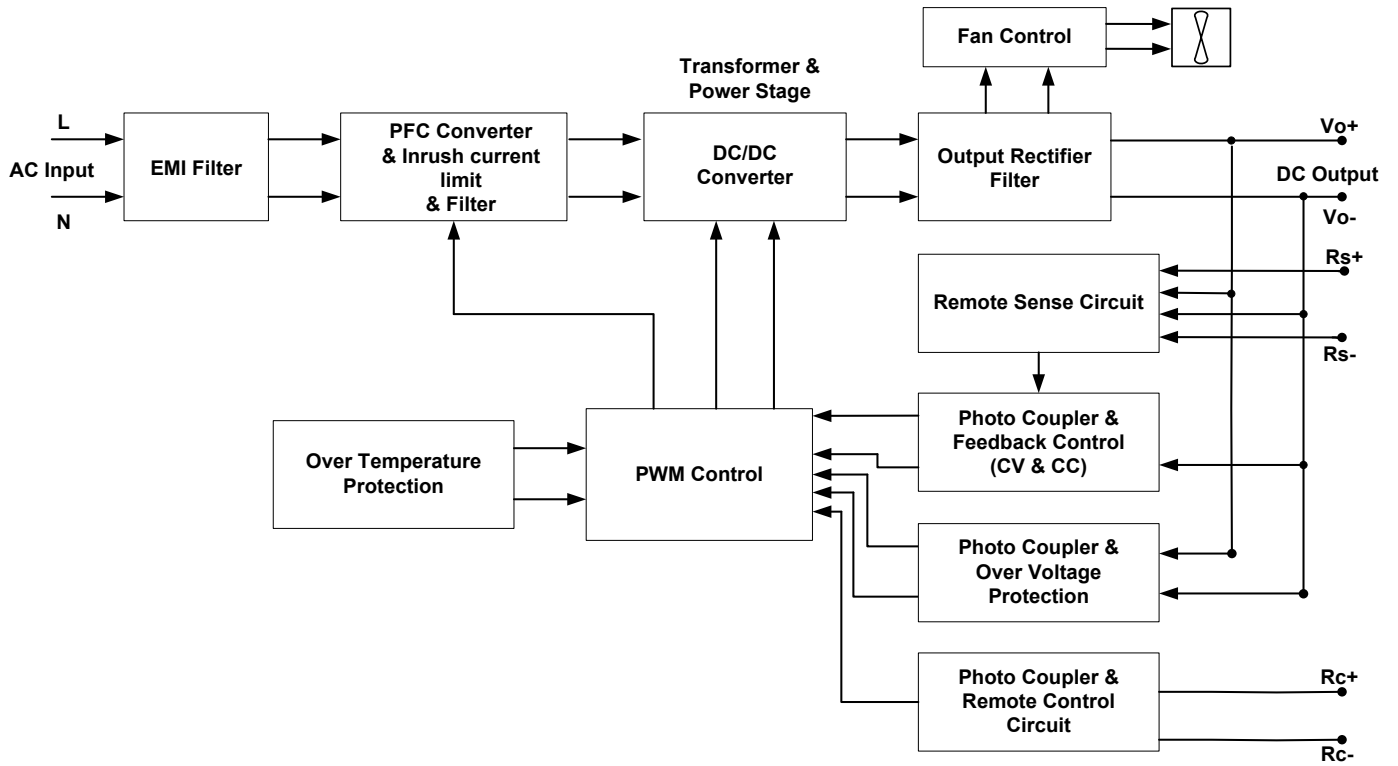 Fan Control
Transformer &
Power Stage
L
AC Input
N
EMI Filter
PFC Converter
& Inrush current
limit
& Filter
DC/DC
Converter
Output Rectifier
Filter
Vo+
DC Output
Vo-
Rs+
Remote Sense Circuit
Rs-
Over Temperature
Protection
PWM Control
Photo Coupler &
Feedback Control
(CV & CC)
Photo Coupler &
Over Voltage
Protection
Photo Coupler &
Remote Control
Circuit
Rc+
Rc-